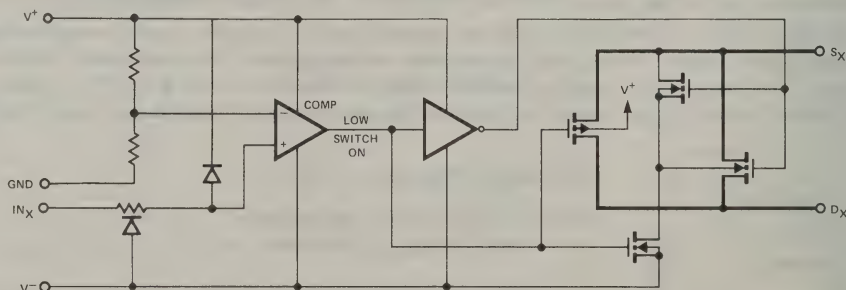 V+
COMP
−
+
LOW
SWITCH
ON
V+
SX
GND
INX
DX
V−